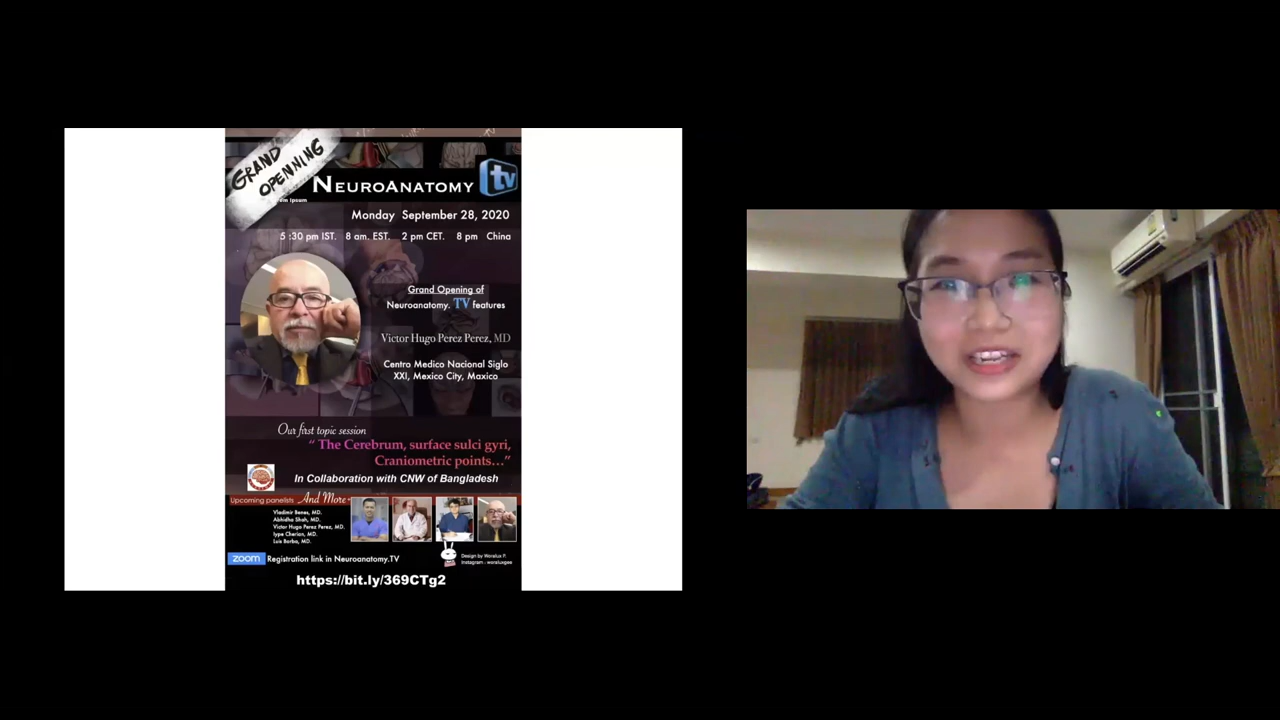 GRAND
OPENNING
NEUROANATOMY tv
Monday September 28, 2020
5 :30 pm IST. 8 am. EST. 2 pm CET. 8 pm China
Grand Opening of
Neuroanatomy. TV features
Victor Hugo Perez Perez, MD
Centro Medico Nacional Siglo
XXI, Mexico City, Maxico
Our first topic session
“ The Cerebrum, surface sulci gyri,
Craniometric points...”
In Collaboration with CNW of Bangladesh
Upcoming panelists And More
Vladimir Benes, MD.
Abhidha Shah, MD.
Victor Hugo Perez Perez, MD.
Iype Cherian, MD.
Luis Borba, MD.
zoom Registration link in Neuroanatomy.TV
Design by Waralux P.
https://bit.ly/369CTg2